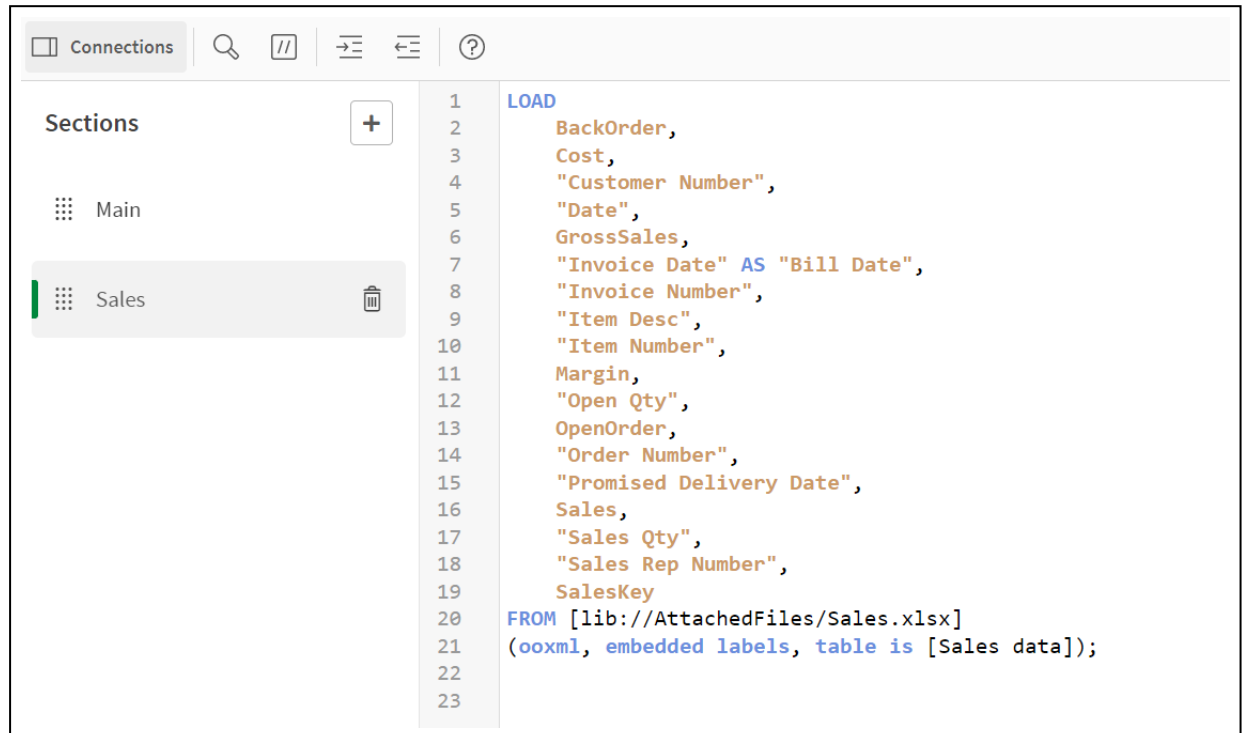 Connections
Sections
Main
Sales
1 LOAD
2 BackOrder,
3 Cost,
4 "Customer Number",
5 "Date",
6 GrossSales,
7 "Invoice Date" AS "Bill Date",
8 "Invoice Number",
9 "Item Desc",
10 "Item Number",
11 Margin,
12 "Open Qty",
13 OpenOrder,
14 "Order Number",
15 "Promised Delivery Date",
16 Sales,
17 "Sales Qty",
18 "Sales Rep Number",
19 SalesKey
20 FROM [lib://AttachedFiles/Sales.xlsx]
21 (ooxml, embedded labels, table is [Sales data]);
22
23